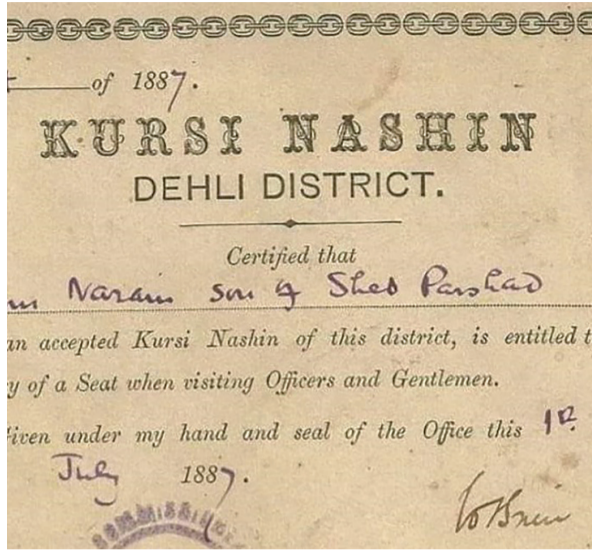 of 1887.
KURSI NASHIN
DEHLI DISTRICT.
Certified that
Narain son of Sheo Parshad
an accepted Kursi Nashin of this district, is entitled t
y of a Seat when visiting Officers and Gentlemen.
Given under my hand and seal of the Office this 1st
July 1887.